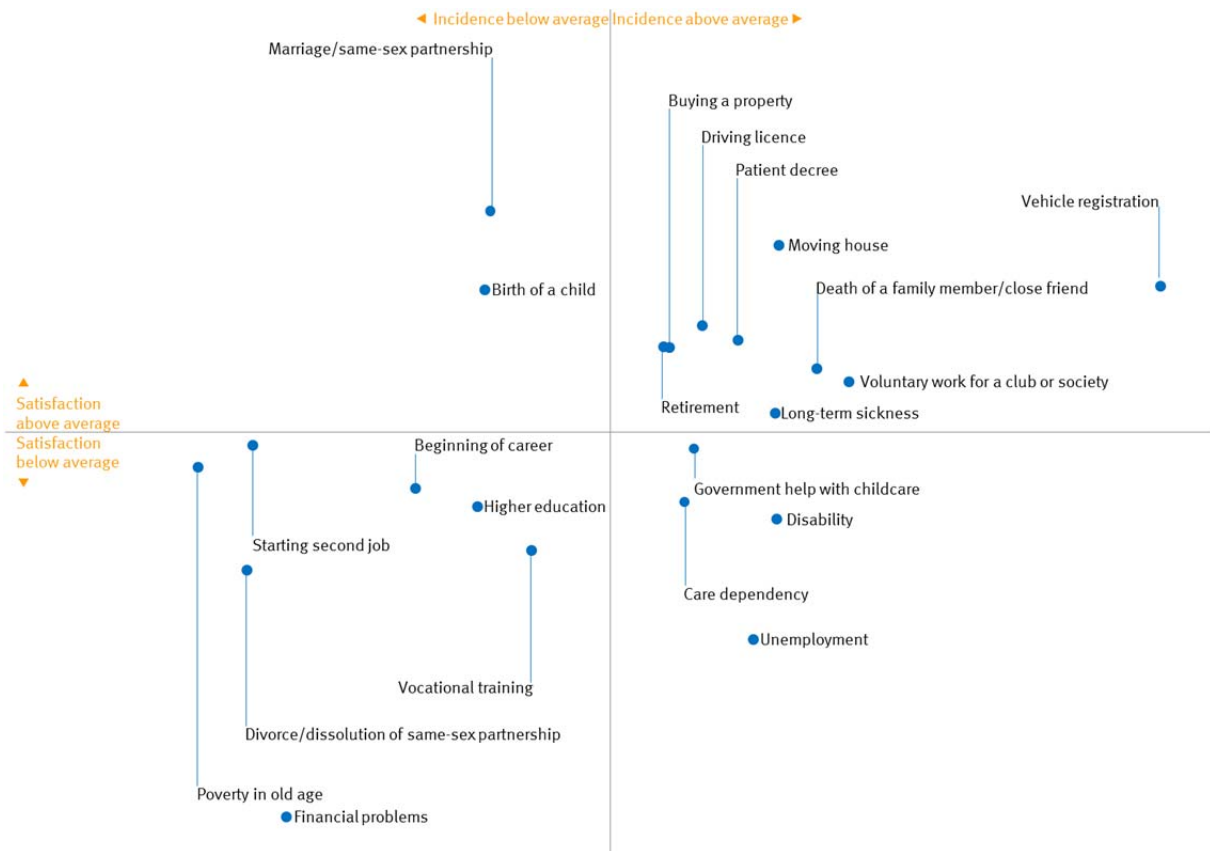 ◄ Incidence below average Incidence above average ►
Marriage/same-sex partnership
Buying a property
Driving licence
Patient decree
Vehicle registration
Moving house
Birth of a child
Death of a family member/close friend
Voluntary work for a club or society
▲
Satisfaction
above average
Retirement
Long-term sickness
Satisfaction
below average
▼
Beginning of career
Government help with childcare
Higher education
Disability
Starting second job
Care dependency
Unemployment
Vocational training
Divorce/dissolution of same-sex partnership
Poverty in old age
Financial problems